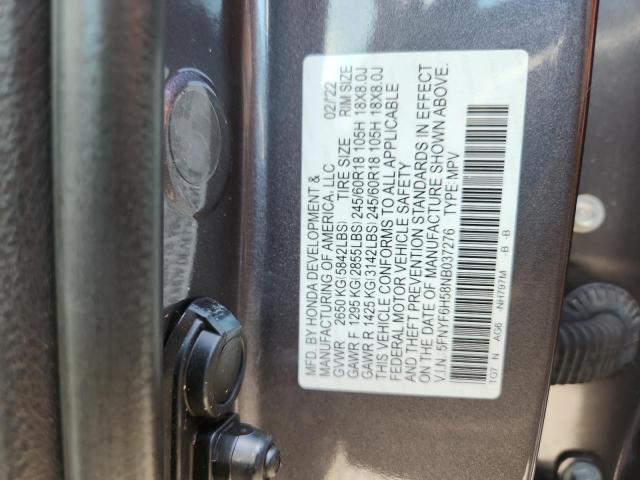 MFD. BY HONDA DEVELOPMENT & 02/'22
MANUFACTURING OF AMERICA, LLC
GVWR 2650 KG(5842LBS) TIRE SIZE RIM SIZE
GAWR F 1295 KG(2855LBS)245/60R18 105H 18X8.0J
GAWR R 1425 KG(3142LBS)245/60R18 105H 18X8.0J
THIS VEHICLE CONFORMS TO ALL APPLICABLE
FEDERAL MOTOR VEHICLE SAFETY
AND THEFT PREVENTION STANDARDS IN EFFECT
ON THE DATE OF MANUFACTURE SHOWN ABOVE.
V.I.N.:5FNYF6H58NB037276 TYPE:MPV
TG7 N AG6 -NH797M -B -B